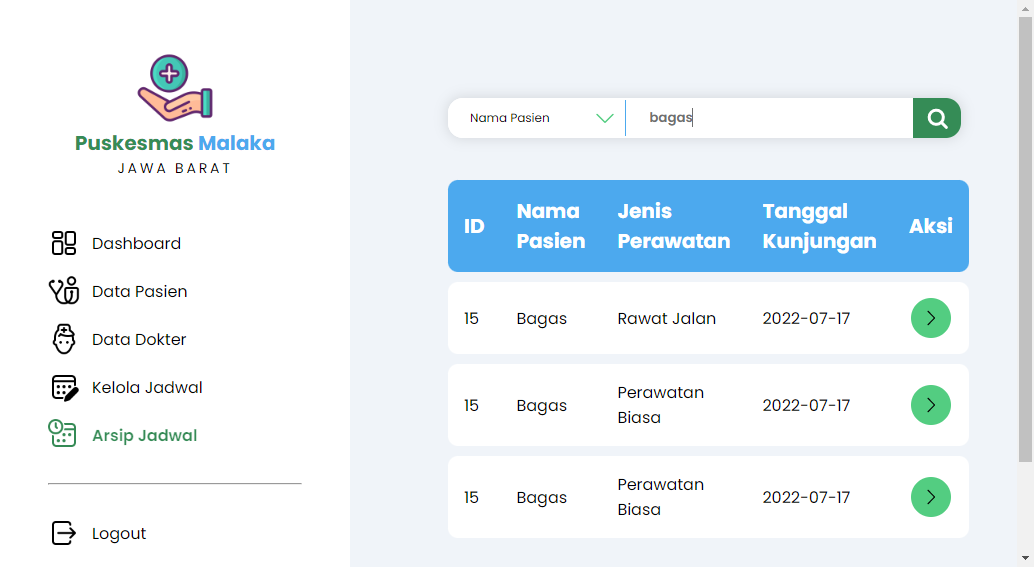 Puskesmas Malaka
JAWA BARAT
Dashboard
Data Pasien
Data Dokter
Kelola Jadwal
Arsip Jadwal
Logout
Nama Pasien bagas
ID Nama Pasien Jenis Perawatan Tanggal Kunjungan Aksi
15 Bagas Rawat Jalan 2022-07-17
15 Bagas Perawatan Biasa 2022-07-17
15 Bagas Perawatan Biasa 2022-07-17